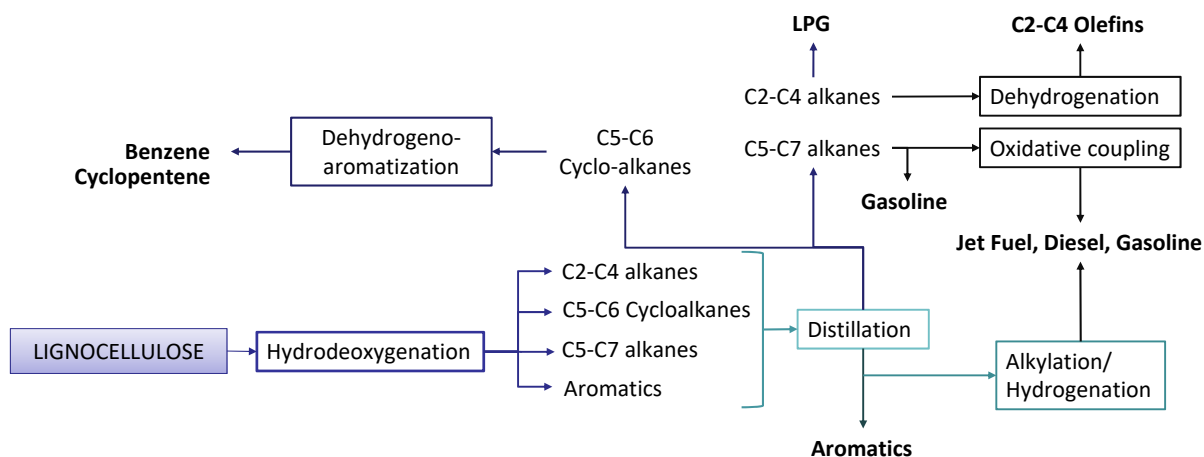 LPG
C2-C4 Olefins
C2-C4 alkanes
Dehydrogenation
Dehydrogeno-
aromatization
C5-C6
Cyclo-alkanes
C5-C7 alkanes
Oxidative coupling
Benzene
Cyclopentene
Gasoline
Jet Fuel, Diesel, Gasoline
C2-C4 alkanes
C5-C6 Cycloalkanes
Distillation
LIGNOCELLULOSE
Hydrodeoxygenation
C5-C7 alkanes
Alkylation/
Hydrogenation
Aromatics
Aromatics